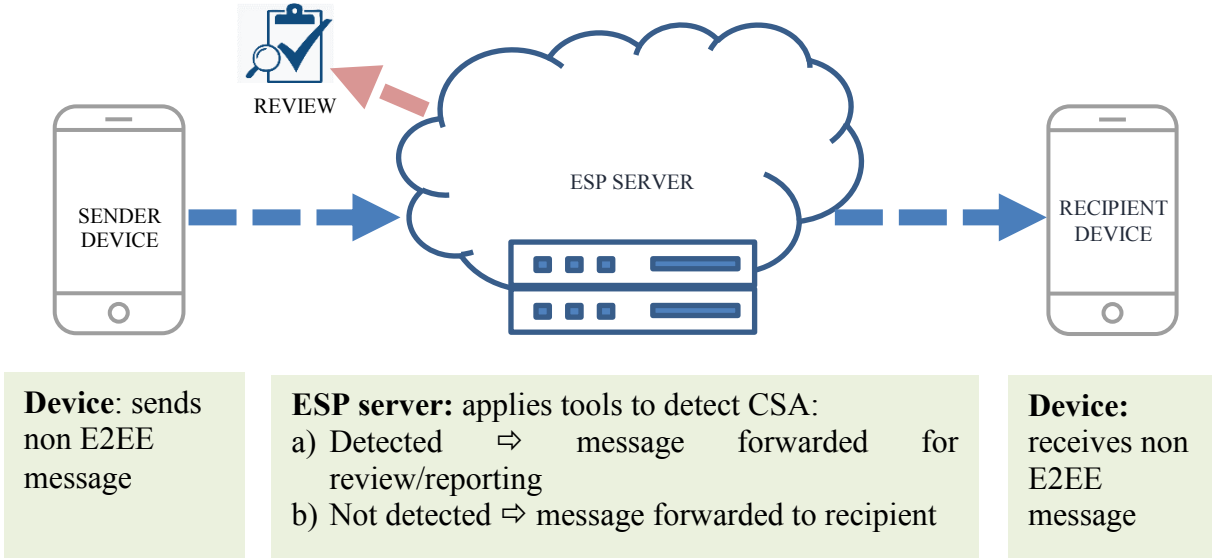 REVIEW
SENDER
DEVICE
ESP SERVER
RECIPIENT
DEVICE
Device: sends
non E2EE
message
ESP server: applies tools to detect CSA:
a) Detected ⇨ message forwarded for
review/reporting
b) Not detected ⇨ message forwarded to recipient
Device:
receives non
E2EE
message